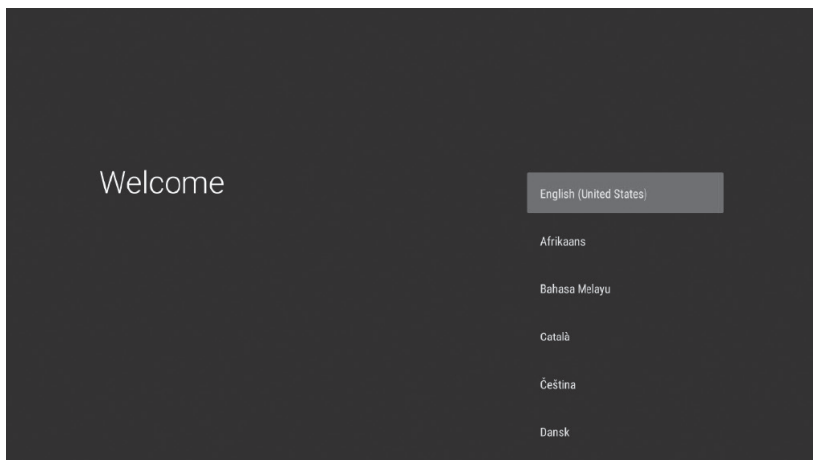 Welcome
English (United States)
Afrikaans
Bahasa Melayu
Català
Čeština
Dansk